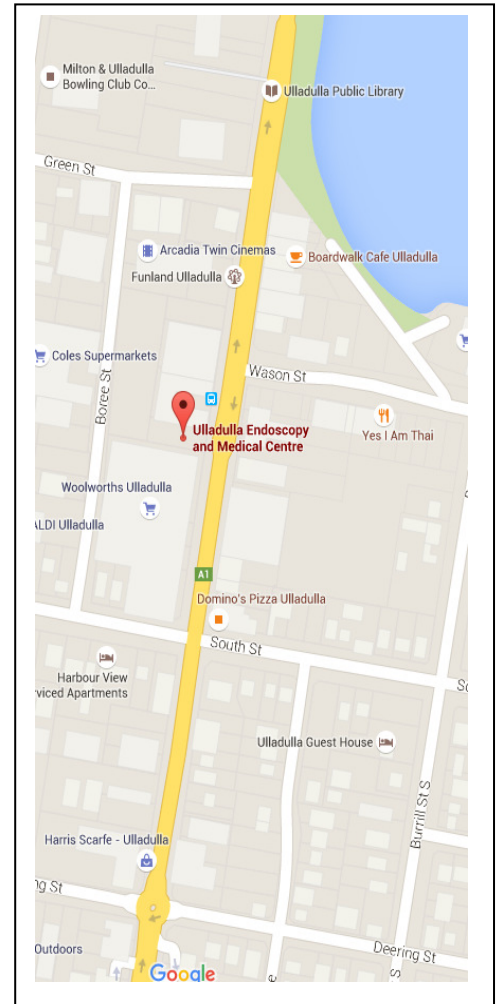 Milton & Ulladulla
Bowling Club Co...
Ulladulla Public Library
Green St
Arcadia Twin Cinemas
Boardwalk Cafe Ulladulla
Funland Ulladulla
Coles Supermarkets
Wason St
Boree St
Ulladulla Endoscopy
and Medical Centre
Yes I Am Thai
Woolworths Ulladulla
ALDI Ulladulla
A1
Domino's Pizza Ulladulla
South St
Harbour View
rviced Apartments
Ulladulla Guest House
Burrill St S
Harris Scarfe - Ulladulla
ng St
Deering St
Outdoors
Google